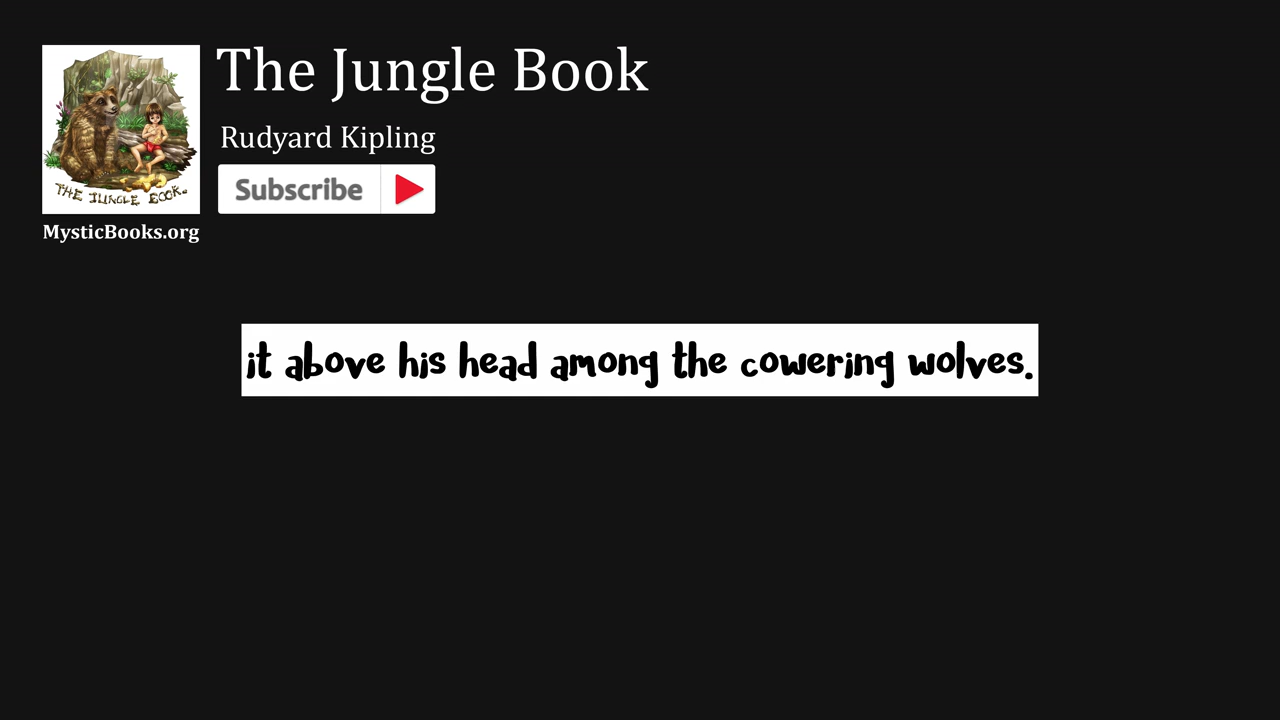 The Jungle Book
Rudyard Kipling
Subscribe
THE JUNGLE BOOK.
MysticBooks.org
it above his head among the cowering wolves.